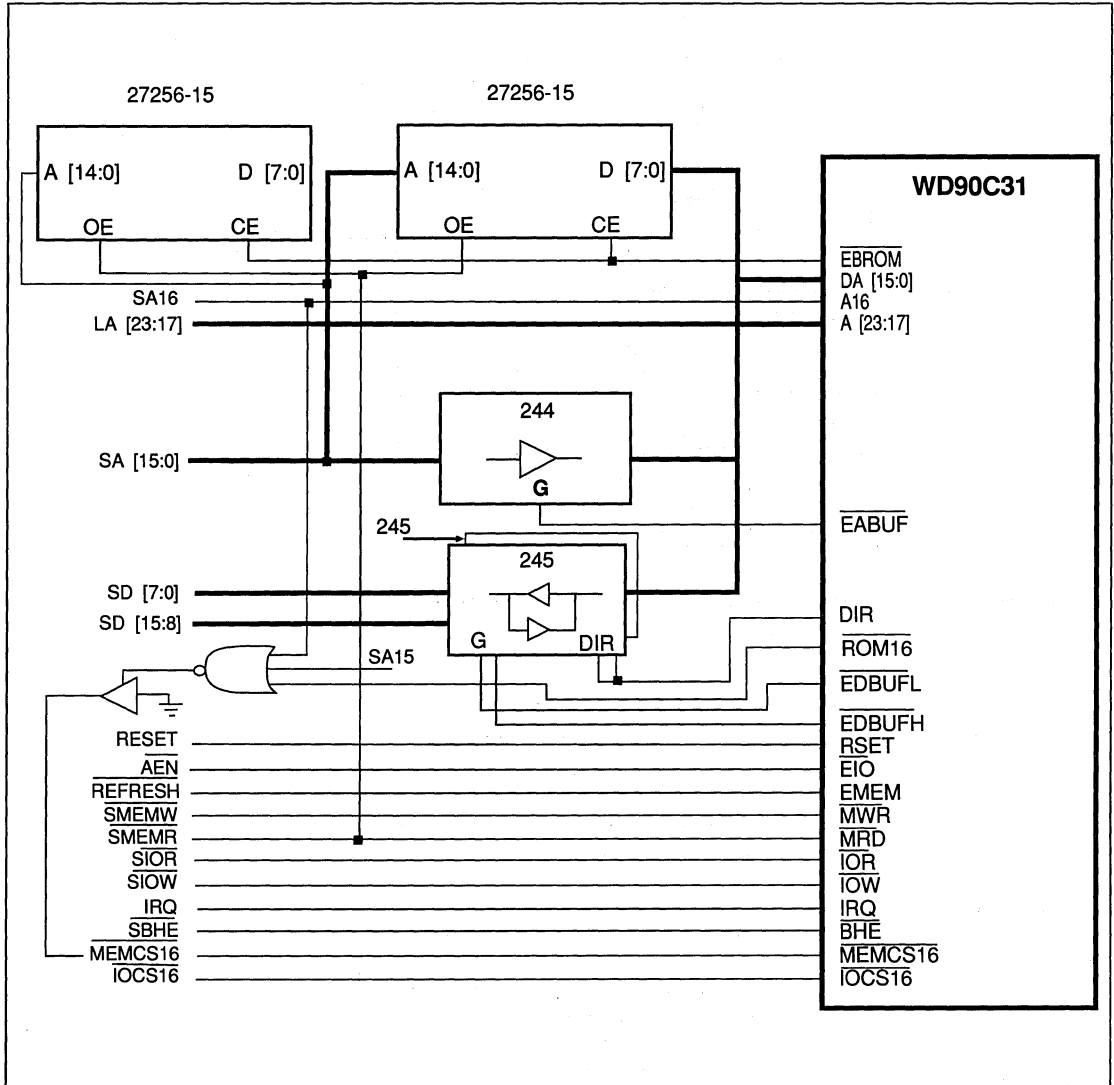 27256-15
27256-15
A [14:0]
D [7:0]
OE
CE
A [14:0]
D [7:0]
OE
CE
WD90C31
SA16
LA [23:17]
SA [15:0]
244
G
245
245
SD [7:0]
SD [15:8]
G
DIR
SA15
RESET
AEN
REFRESH
SMEMW
SMEMR
SIOR
SIOW
IRQ
SBHE
MEMCS16
IOCS16
EBROM
DA [15:0]
A16
A [23:17]
EABUF
DIR
ROM16
EDBUFL
EDBUFH
RSET
EIO
EMEM
MWR
MRD
IOR
IOW
IRQ
BHE
MEMCS16
IOCS16